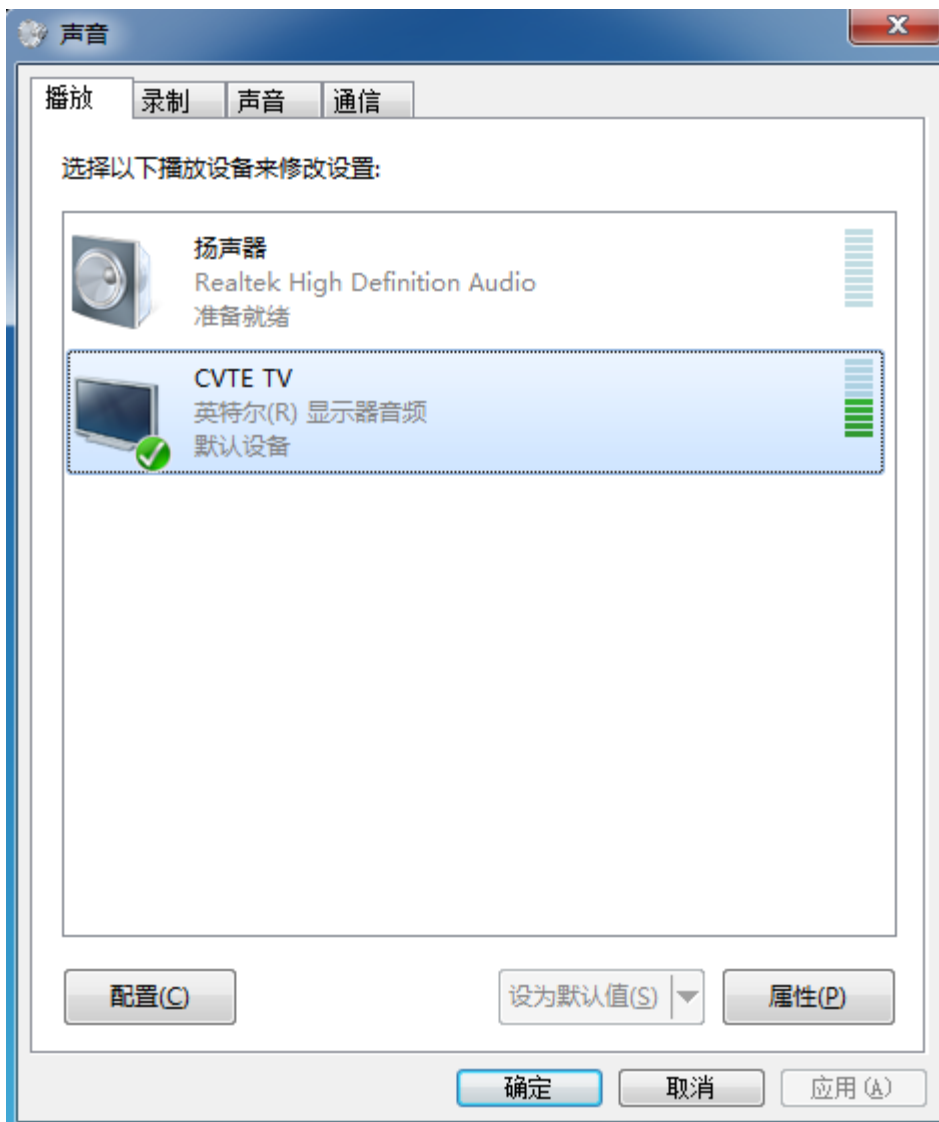 声音
播放 录制 声音 通信
选择以下播放设备来修改设置:
扬声器
Realtek High Definition Audio
准备就绪
CVTE TV
英特尔(R) 显示器音频
默认设备
配置(C) 设为默认值(S) 属性(P)
确定 取消 应用(A)